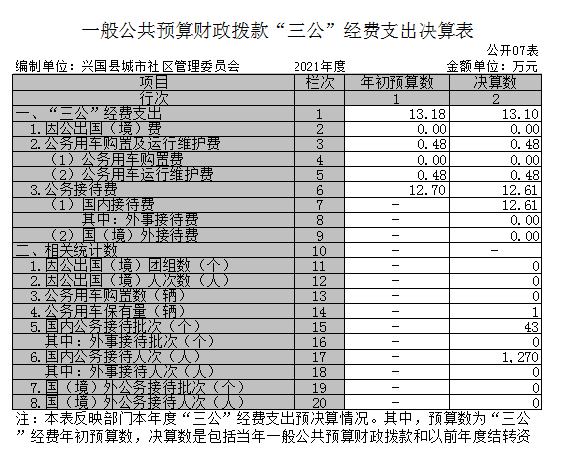 一般公共预算财政拨款“三公”经费支出决算表
公开07表
编制单位：兴国县城市社区管理委员会 2021年度 金额单位：万元
项目 栏次 年初预算数 决算数
行次 1 2
一、“三公”经费支出 1 13.18 13.10
1.因公出国（境）费 2 0.00 0.00
2.公务用车购置及运行维护费 3 0.48 0.48
（1）公务用车购置费 4 0.00 0.00
（2）公务用车运行维护费 5 0.48 0.48
3.公务接待费 6 12.70 12.61
（1）国内接待费 7 - 12.61
其中：外事接待费 8 - 0.00
（2）国（境）外接待费 9 - 0.00
二、相关统计数 10 - -
1.因公出国（境）团组数（个） 11 - 0
2.因公出国（境）人次数（人） 12 - 0
3.公务用车购置数（辆） 13 - 0
4.公务用车保有量（辆） 14 - 1
5.国内公务接待批次（个） 15 - 43
其中：外事接待批次（个） 16 - 0
6.国内公务接待人次（人） 17 - 1,270
其中：外事接待人次（人） 18 - 0
7.国（境）外公务接待批次（个） 19 - 0
8.国（境）外公务接待人次（人） 20 - 0
注：本表反映部门本年度“三公”经费支出预决算情况。其中，预算数为“三公
”经费年初预算数，决算数是包括当年一般公共预算财政拨款和以前年度结转资